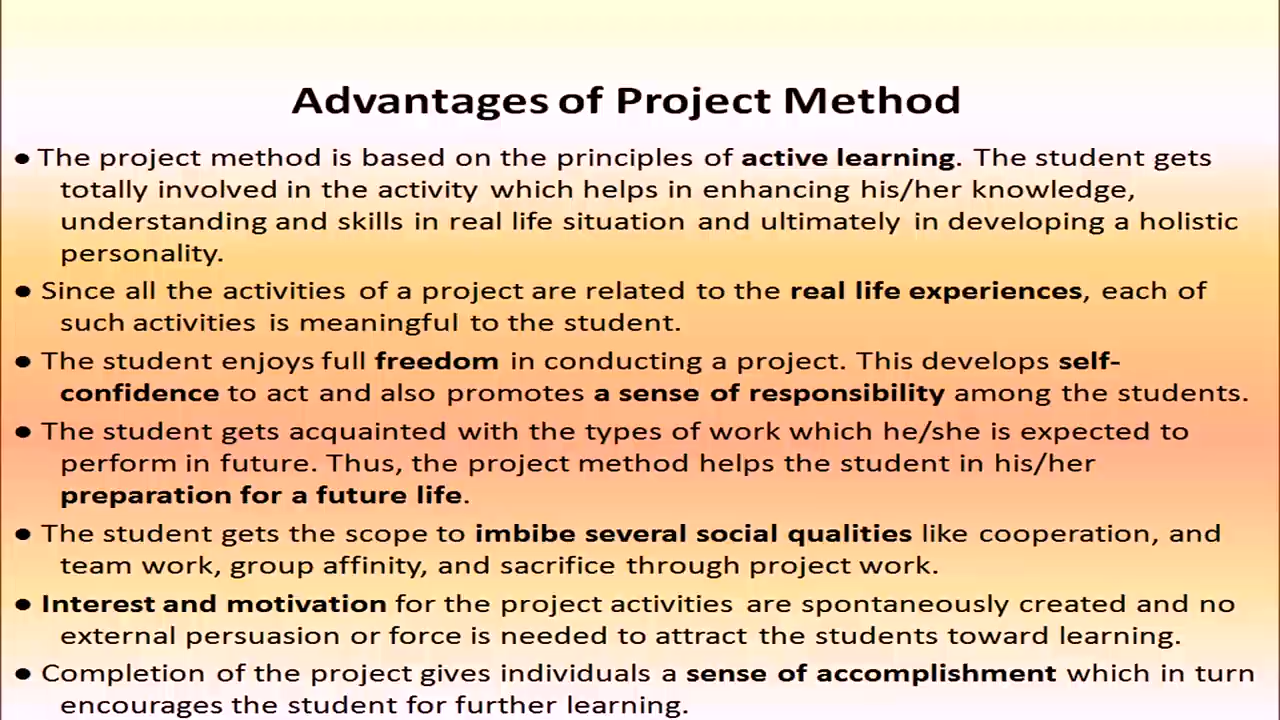 Advantages of Project Method
● The project method is based on the principles of active learning. The student gets
totally involved in the activity which helps in enhancing his/her knowledge,
understanding and skills in real life situation and ultimately in developing a holistic
personality.
● Since all the activities of a project are related to the real life experiences, each of
such activities is meaningful to the student.
● The student enjoys full freedom in conducting a project. This develops self-
confidence to act and also promotes a sense of responsibility among the students.
● The student gets acquainted with the types of work which he/she is expected to
perform in future. Thus, the project method helps the student in his/her
preparation for a future life.
● The student gets the scope to imbibe several social qualities like cooperation, and
team work, group affinity, and sacrifice through project work.
● Interest and motivation for the project activities are spontaneously created and no
external persuasion or force is needed to attract the students toward learning.
● Completion of the project gives individuals a sense of accomplishment which in turn
encourages the student for further learning.